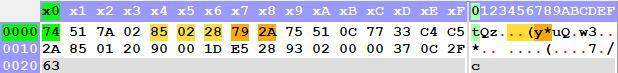 x0 x1 x2 x3 x4 x5 x6 x7 x8 x9 xA xB xC xD xE xF 0123456789ABCDEF
0000 74 51 7A 02 85 02 28 79 2A 75 51 0C 77 33 C4 C5 tQz...(y*uQ.w3..
0010 2A 85 01 20 90 00 1D E5 28 93 02 00 00 37 0C 2F *.. ....(....7./
0020 63 c